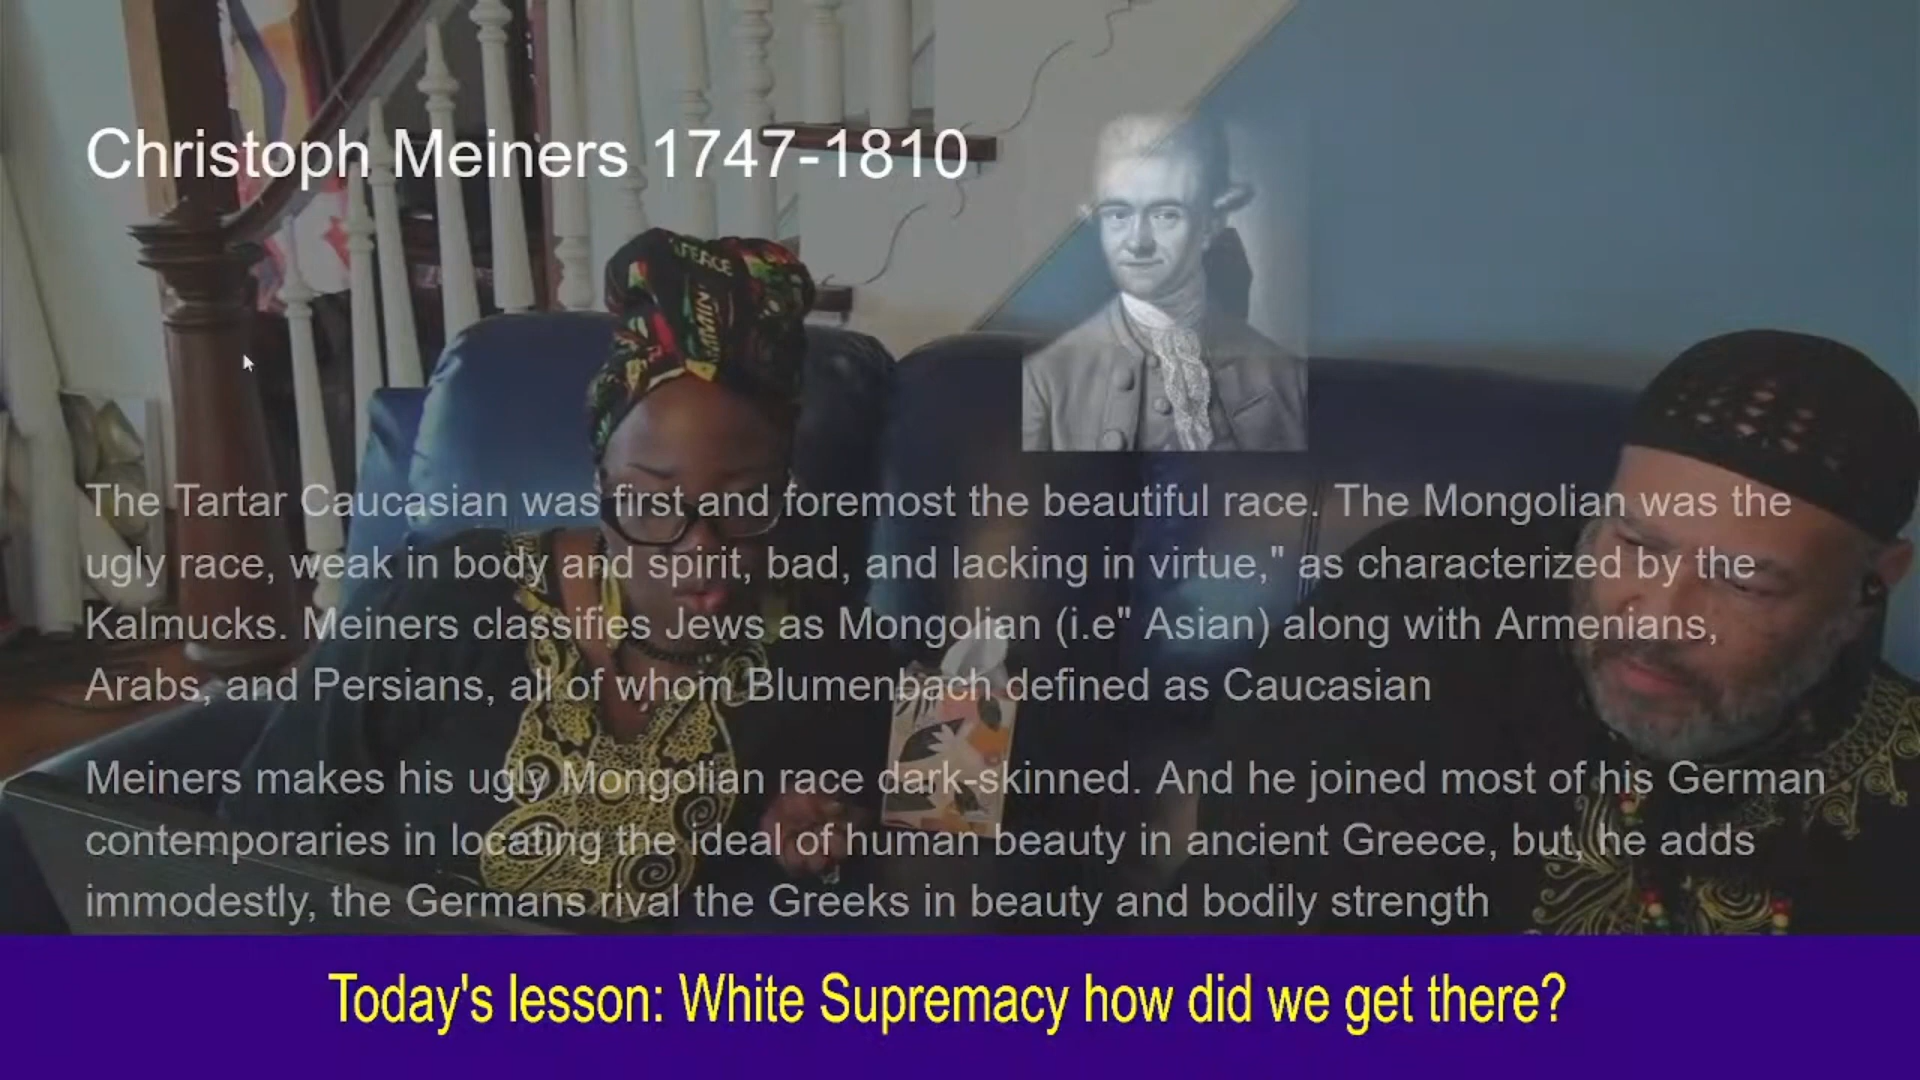 Christoph Meiners 1747-1810
PEACE
The Tartar Caucasian was first and foremost the beautiful race. The Mongolian was the
ugly race, weak in body and spirit, bad, and lacking in virtue," as characterized by the
Kalmucks. Meiners classifies Jews as Mongolian (i.e" Asian) along with Armenians,
Arabs, and Persians, all of whom Blumenbach defined as Caucasian
Meiners makes his ugly Mongolian race dark-skinned. And he joined most of his German
contemporaries in locating the ideal of human beauty in ancient Greece, but, he adds
immodestly, the Germans rival the Greeks in beauty and bodily strength
Today's lesson: White Supremacy how did we get there?